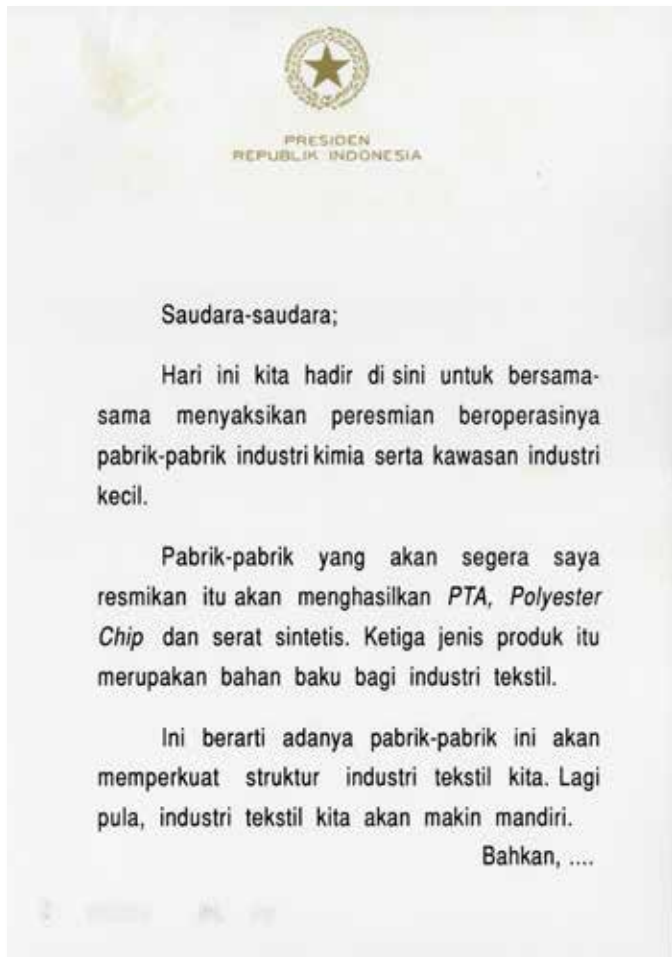 PRESIDEN
REPUBLIK INDONESIA
Saudara-saudara;
Hari ini kita hadir di sini untuk bersama-
sama menyaksikan peresmian beroperasinya
pabrik-pabrik industri kimia serta kawasan industri
kecil.
Pabrik-pabrik yang akan segera saya
resmikan itu akan menghasilkan PTA, Polyester
Chip dan serat sintetis. Ketiga jenis produk itu
merupakan bahan baku bagi industri tekstil.
Ini berarti adanya pabrik-pabrik ini akan
memperkuat struktur industri tekstil kita. Lagi
pula, industri tekstil kita akan makin mandiri.
Bahkan, ....